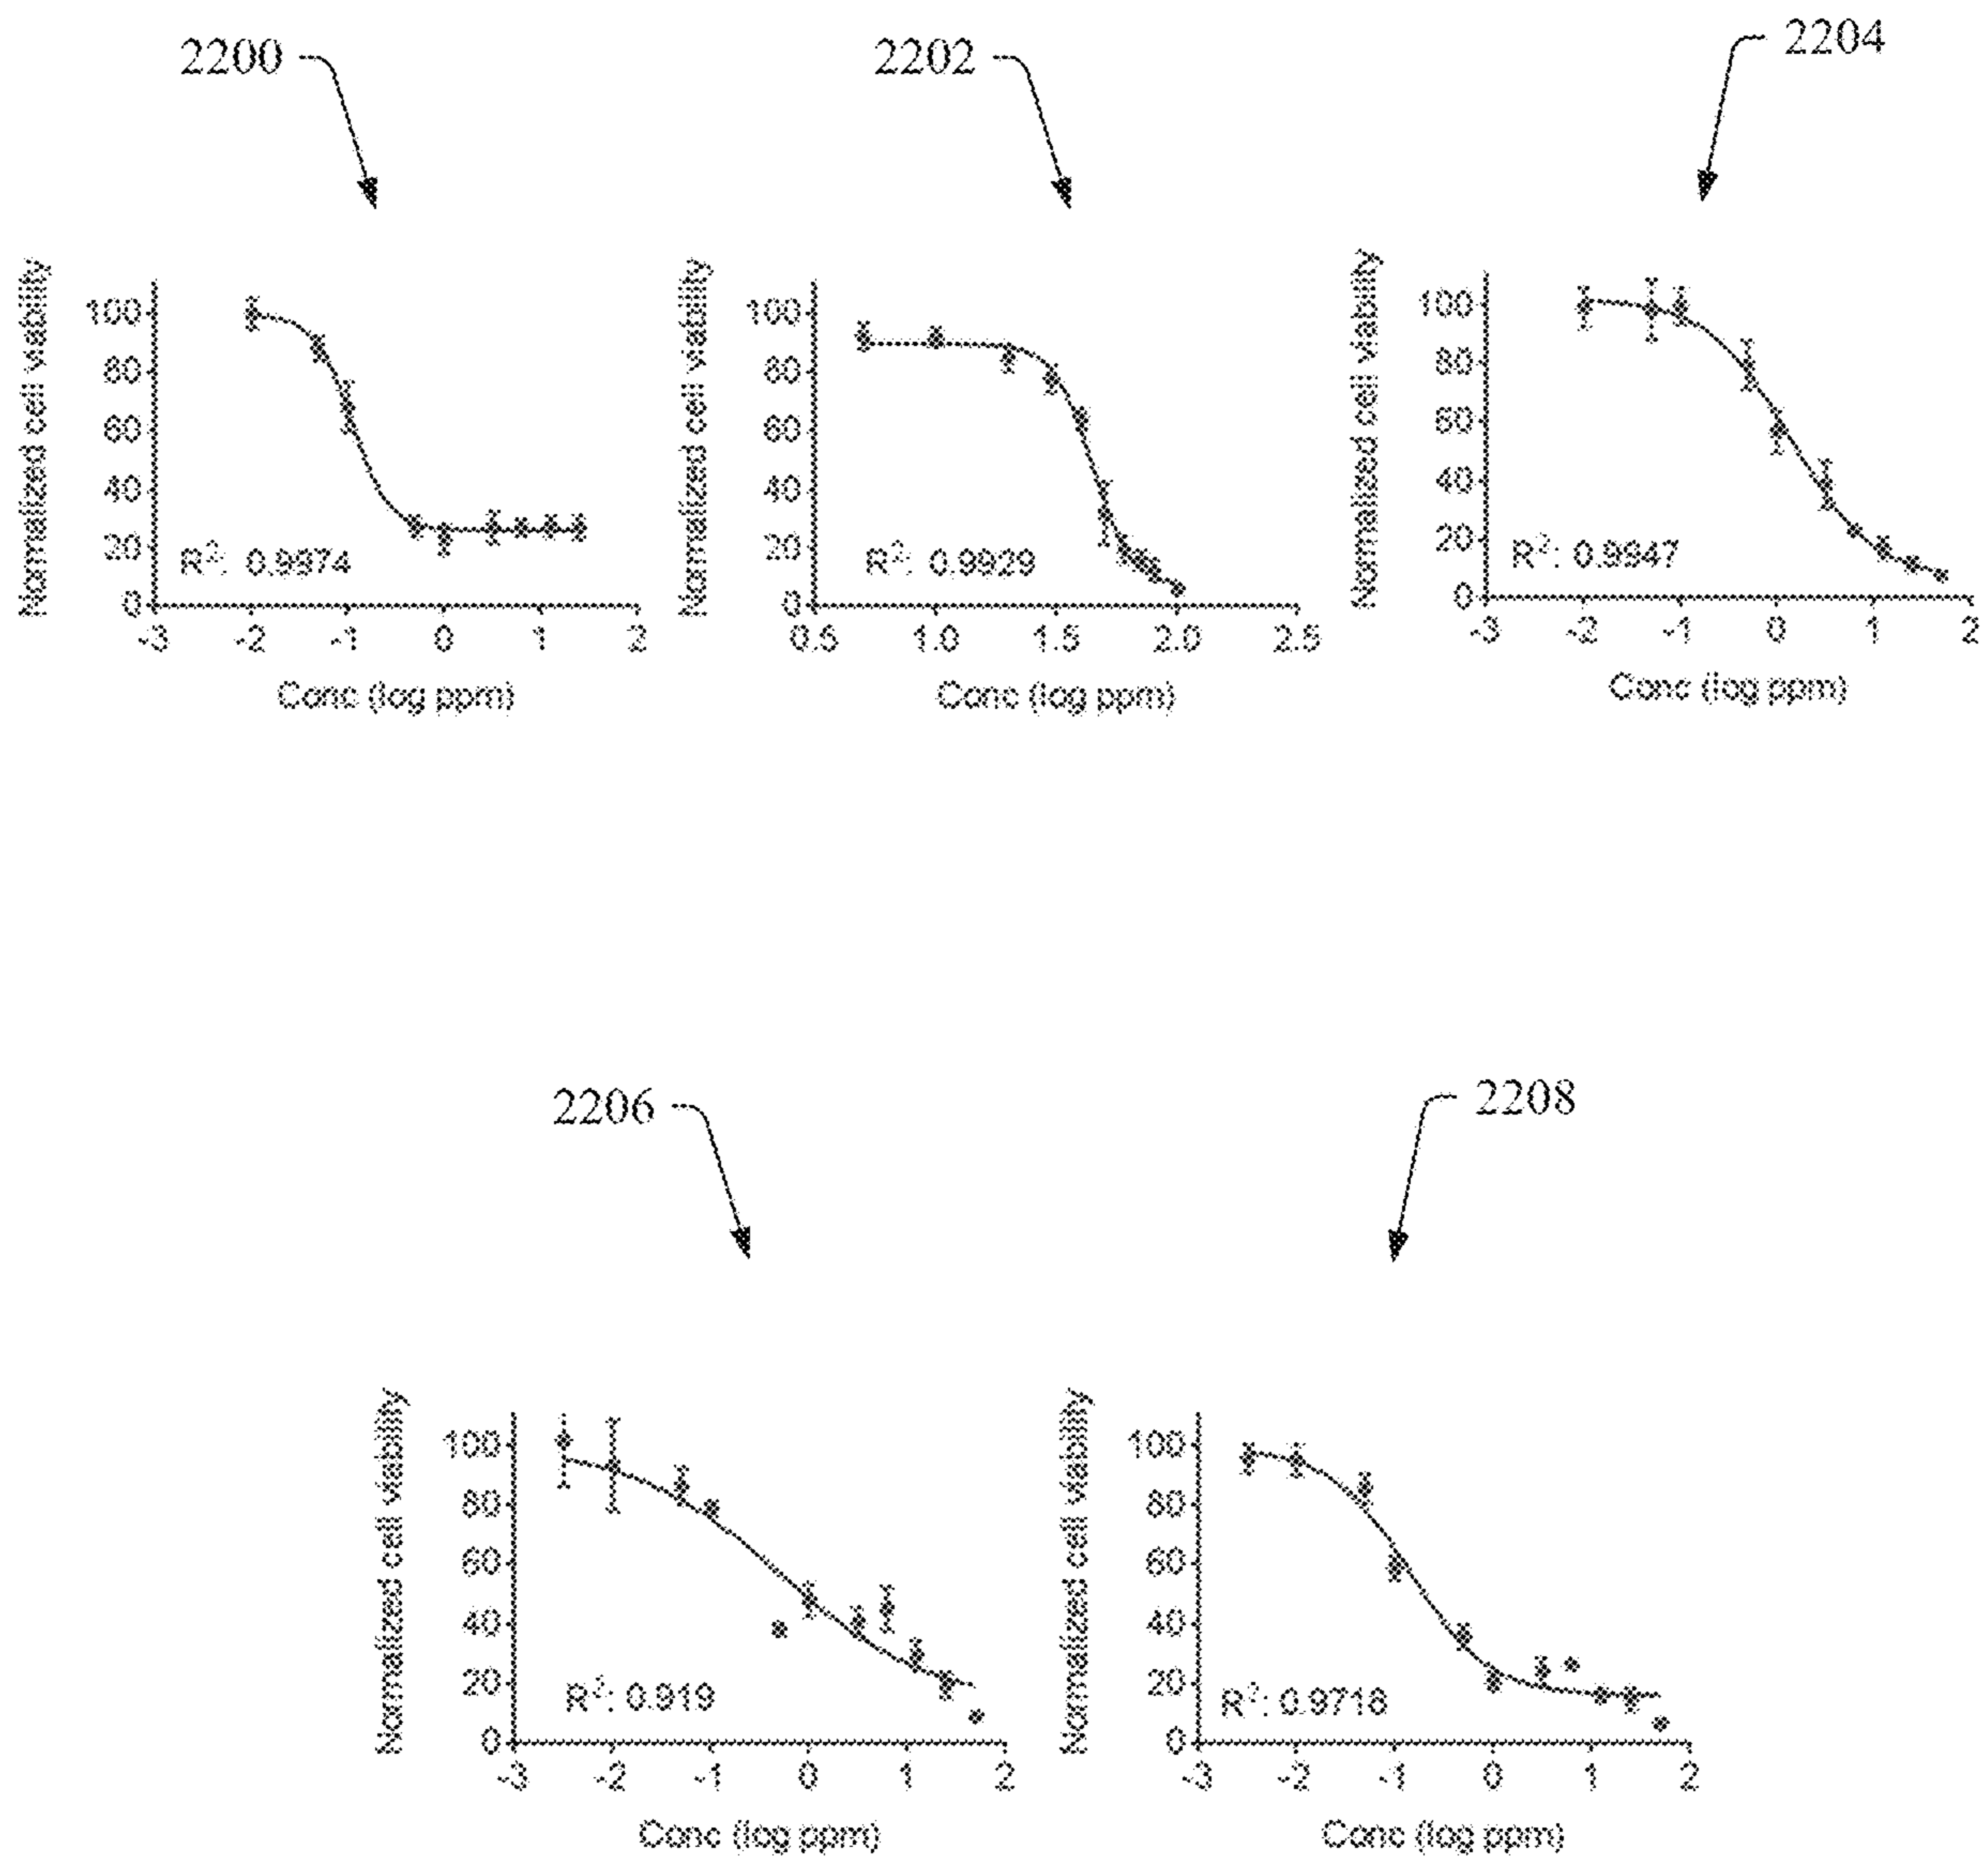 2200
2202
2204
Normalized cell viability
100
80
60
40
20
0
R²: 0.9974
-3 -2 -1 0 1 2
Conc (log ppm)
Normalized cell viability
100
80
60
40
20
0
R²: 0.9929
0.5 1.0 1.5 2.0 2.5
Conc (log ppm)
Normalized cell viability
100
80
60
40
20
0
R²: 0.9947
-3 -2 -1 0 1 2
Conc (log ppm)
2206
2208
Normalized cell viability
100
80
60
40
20
0
R²: 0.919
-3 -2 -1 0 1 2
Conc (log ppm)
Normalized cell viability
100
80
60
40
20
0
R²: 0.9718
-3 -2 -1 0 1 2
Conc (log ppm)